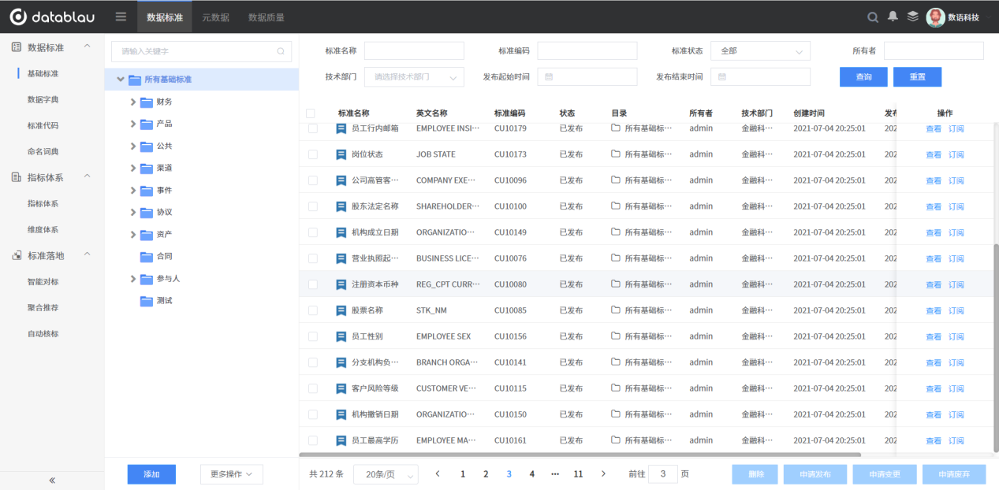 datablau 数据标准 元数据 数据质量 数语科技
数据标准
基础标准
数据字典
标准代码
命名词典
指标体系
指标体系
维度体系
标准落地
智能对标
聚合推荐
自动核标
«
请输入关键字
所有基础标准
财务
产品
公共
渠道
事件
协议
资产
合同
参与人
测试
添加 更多操作
标准名称 标准编码 标准状态 全部 所有者
技术部门 请选择技术部门 发布起始时间 发布结束时间 查询 重置
标准名称 英文名称 标准编码 状态 目录 所有者 技术部门 创建时间 发布 操作
员工行内邮箱 EMPLOYEE INSI··· CU10179 已发布 所有基础标··· admin 金融科··· 2021-07-04 20:25:01 202 查看 订阅
岗位状态 JOB STATE CU10173 已发布 所有基础标··· admin 金融科··· 2021-07-04 20:25:01 202 查看 订阅
公司高管客··· COMPANY EXE··· CU10096 已发布 所有基础标··· admin 金融科··· 2021-07-04 20:25:01 202 查看 订阅
股东法定名称 SHAREHOLDER··· CU10100 已发布 所有基础标··· admin 金融科··· 2021-07-04 20:25:01 202 查看 订阅
机构成立日期 ORGANIZATIO··· CU10149 已发布 所有基础标··· admin 金融科··· 2021-07-04 20:25:01 202 查看 订阅
营业执照起··· BUSINESS LICE··· CU10076 已发布 所有基础标··· admin 金融科··· 2021-07-04 20:25:01 202 查看 订阅
注册资本币种 REG_CPT CURR··· CU10080 已发布 所有基础标··· admin 金融科··· 2021-07-04 20:25:01 202 查看 订阅
股票名称 STK_NM CU10085 已发布 所有基础标··· admin 金融科··· 2021-07-04 20:25:01 202 查看 订阅
员工性别 EMPLOYEE SEX CU10156 已发布 所有基础标··· admin 金融科··· 2021-07-04 20:25:01 202 查看 订阅
分支机构负··· BRANCH ORGA··· CU10141 已发布 所有基础标··· admin 金融科··· 2021-07-04 20:25:01 202 查看 订阅
客户风险等级 CUSTOMER VE··· CU10115 已发布 所有基础标··· admin 金融科··· 2021-07-04 20:25:01 202 查看 订阅
机构撤销日期 ORGANIZATIO··· CU10150 已发布 所有基础标··· admin 金融科··· 2021-07-04 20:25:01 202 查看 订阅
员工最高学历 EMPLOYEE MA··· CU10161 已发布 所有基础标··· admin 金融科··· 2021-07-04 20:25:01 202 查看 订阅
共 212 条 20条/页 < 1 2 3 4 ··· 11 > 前往 3 页 删除 申请发布 申请变更 申请废弃